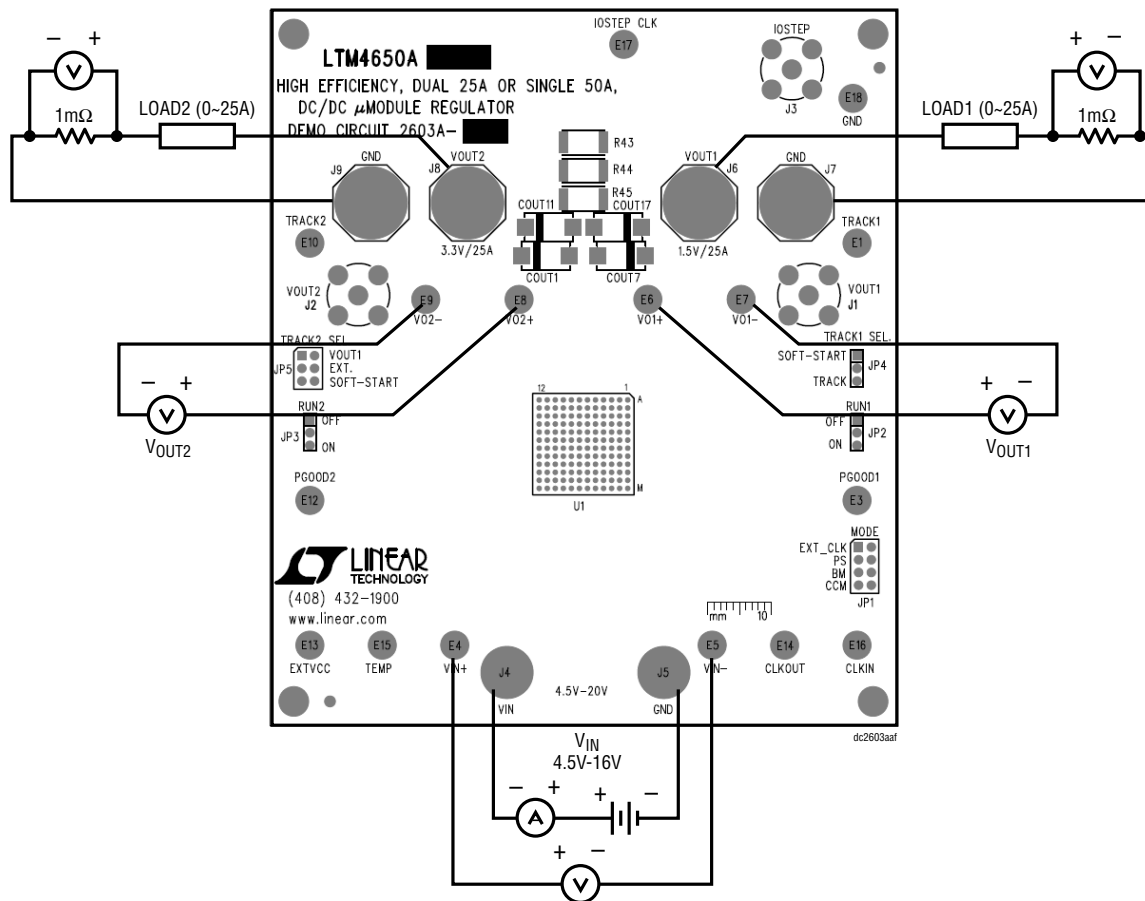 IOSTEP CLK
E17
IOSTEP
J3
E18
GND
LTM4650A
HIGH EFFICIENCY, DUAL 25A OR SINGLE 50A,
DC/DC µMODULE REGULATOR
DEMO CIRCUIT 2603A-
− +
V
1mΩ
LOAD2 (0~25A)
+ −
V
1mΩ
LOAD1 (0~25A)
R43
R44
R45
J9
GND
J8
VOUT2
3.3V/25A
VOUT1
J6
1.5V/25A
GND
J7
COUT11
COUT17
COUT1
COUT7
TRACK2
E10
TRACK1
E1
VOUT2
J2
E9
VO2-
E8
VO2+
E6
VO1+
E7
VO1-
VOUT1
J1
TRACK2 SEL
JP5
VOUT1
EXT.
SOFT-START
TRACK1 SEL.
SOFT-START
JP4
TRACK
RUN2
OFF
JP3
ON
RUN1
OFF
JP2
ON
− +
V
VOUT2
+ −
V
VOUT1
12
1
A
M
U1
PGOOD2
E12
PGOOD1
E3
MODE
EXT_CLK
PS
BM
CCM
JP1
LINEAR
TECHNOLOGY
(408) 432-1900
www.linear.com
mm 10
E13
EXTVCC
E15
TEMP
E4
VIN+
J4
VIN
4.5V-20V
J5
GND
E5
VIN-
E14
CLKOUT
E16
CLKIN
dc2603aaf
VIN
4.5V-16V
− +
A
+ −
+ −
V